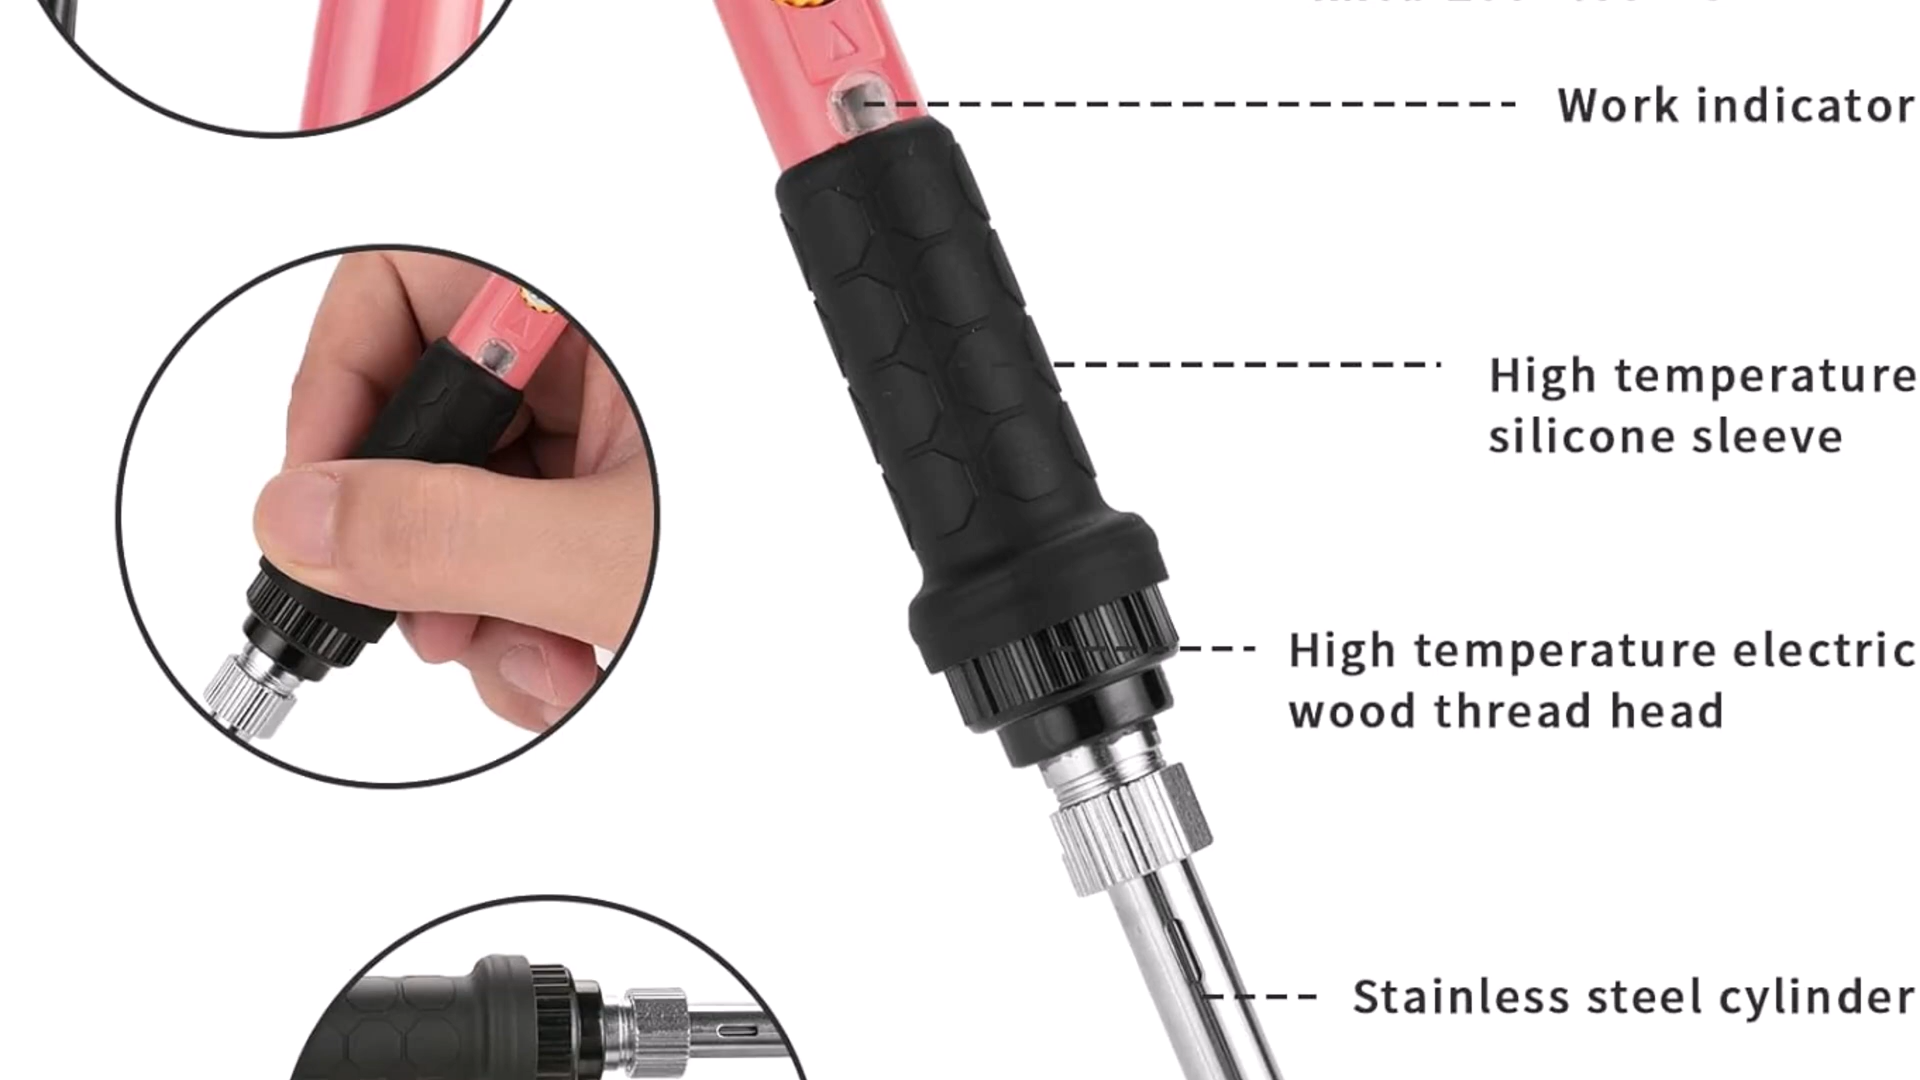 Work indicator
High temperature
silicone sleeve
High temperature electric
wood thread head
Stainless steel cylinder